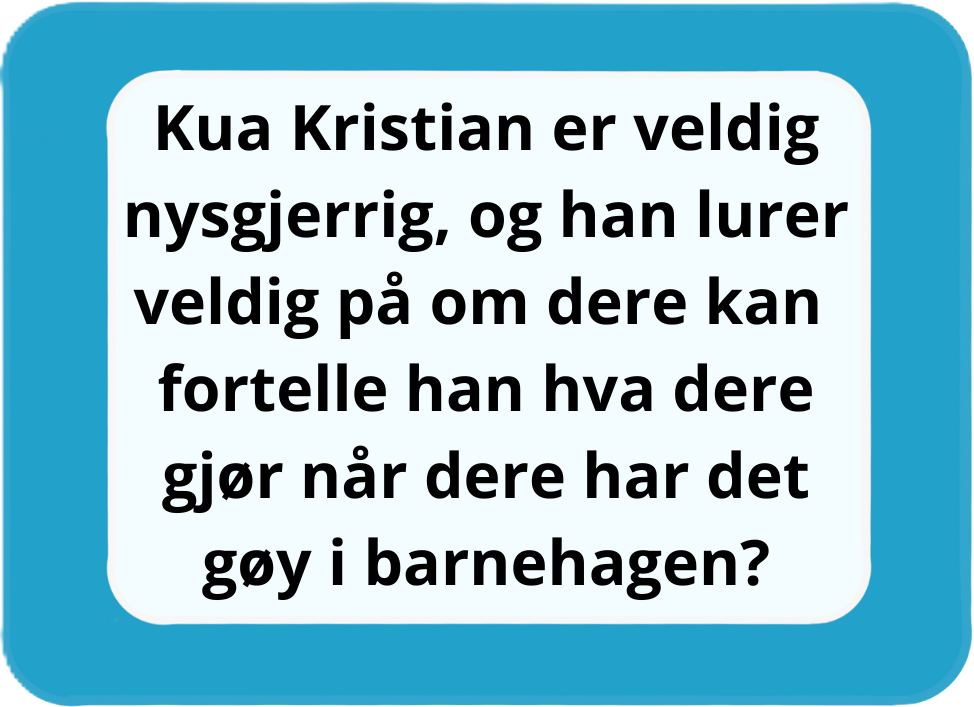 Kua Kristian er veldig
nysgjerrig, og han lurer
veldig på om dere kan
fortelle han hva dere
gjør når dere har det
gøy i barnehagen?